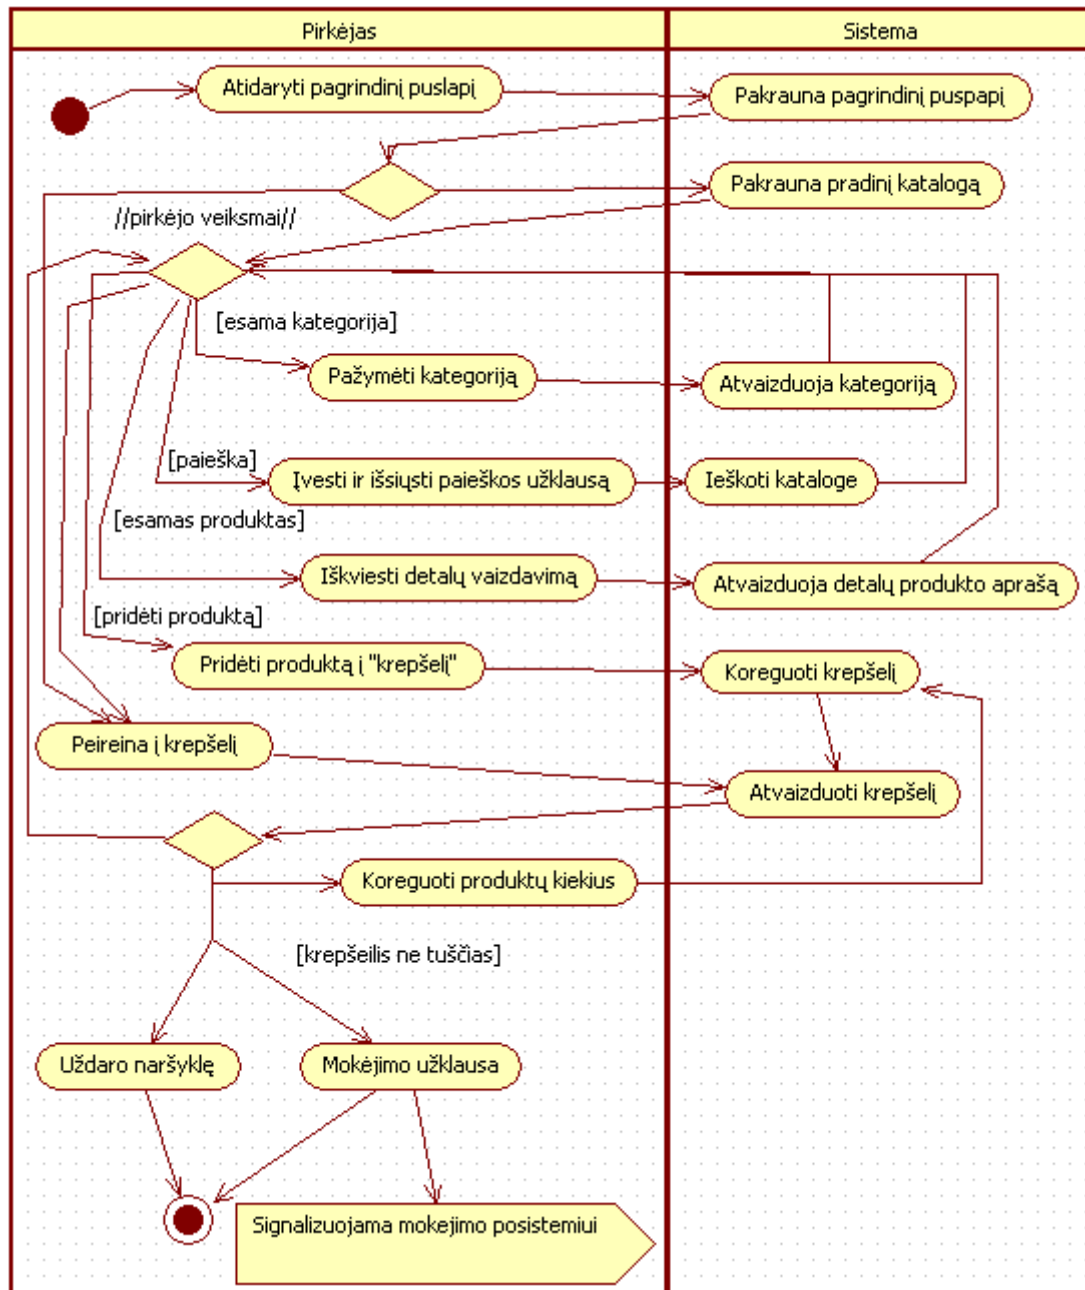 Pirkėjas
Sistema
Atidaryti pagrindinį puslapį
Pakrauna pagrindinį puspapį
Pakrauna pradinį katalogą
//pirkėjo veiksmai//
[esama kategorija]
Pažymėti kategoriją
Atvaizduoja kategoriją
[paieška]
Įvesti ir išsiųsti paieškos užklausą
Ieškoti kataloge
[esamas produktas]
Iškviesti detalų vaizdavimą
Atvaizduoja detalų produkto aprašą
[pridėti produktą]
Pridėti produktą į "krepšelį"
Koreguoti krepšelį
Peireina į krepšelį
Atvaizduoti krepšelį
Koreguoti produktų kiekius
[krepšeilis ne tuščias]
Uždaro naršyklę
Mokėjimo užklausa
Signalizuojama mokejimo posistemiui